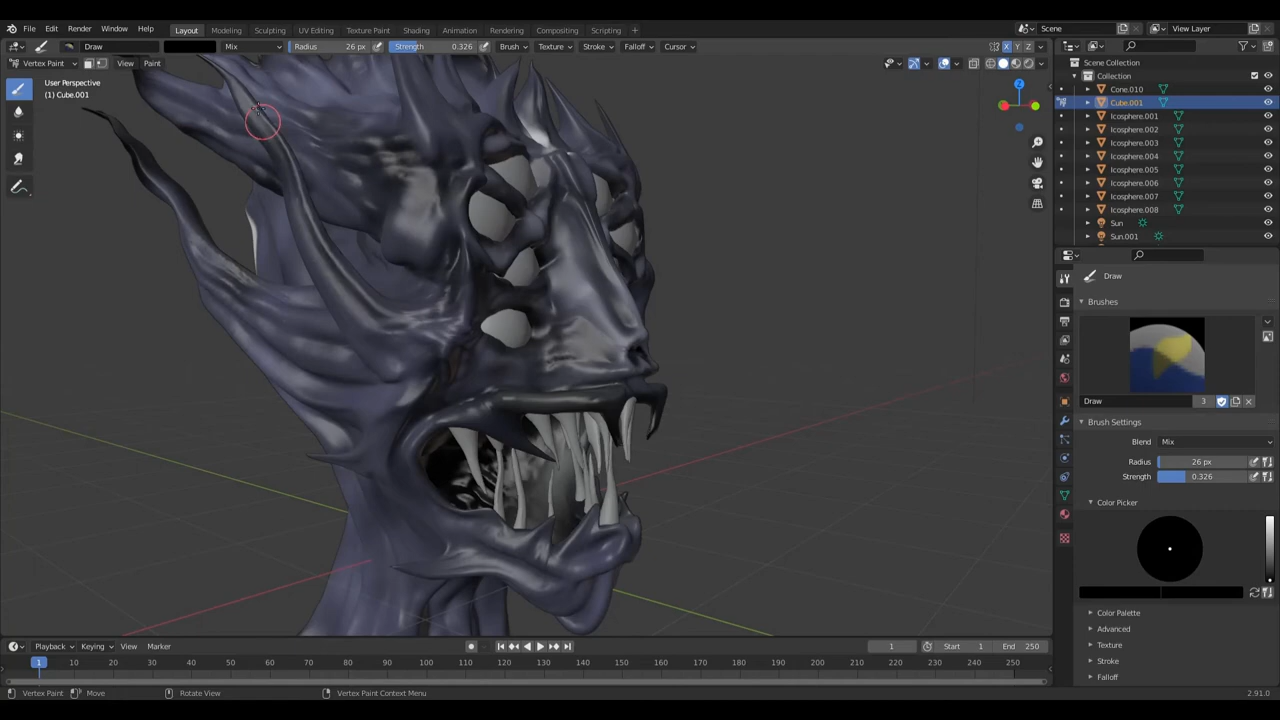 File Edit Render Window Help Layout Modeling Sculpting UV Editing Texture Paint Shading Animation Rendering Compositing Scripting + Scene View Layer
Draw Mix Radius 26 px Strength 0.326 Brush Texture Stroke Falloff Cursor X Y Z
Vertex Paint View Paint
User Perspective
(1) Cube.001
Scene Collection
Collection
Cone.010
Cube.001
Icosphere.001
Icosphere.002
Icosphere.003
Icosphere.004
Icosphere.005
Icosphere.006
Icosphere.007
Icosphere.008
Sun
Sun.001
Z
Draw
Brushes
Draw 3
Brush Settings
Blend Mix
Radius 26 px
Strength 0.326
Color Picker
Color Palette
Advanced
Texture
Stroke
Falloff
Playback Keying View Marker 1 Start 1 End 250
1 10 20 30 40 50 60 70 80 90 100 110 120 130 140 150 160 170 180 190 200 210 220 230 240 250
Vertex Paint Move Rotate View Vertex Paint Context Menu 2.91.0